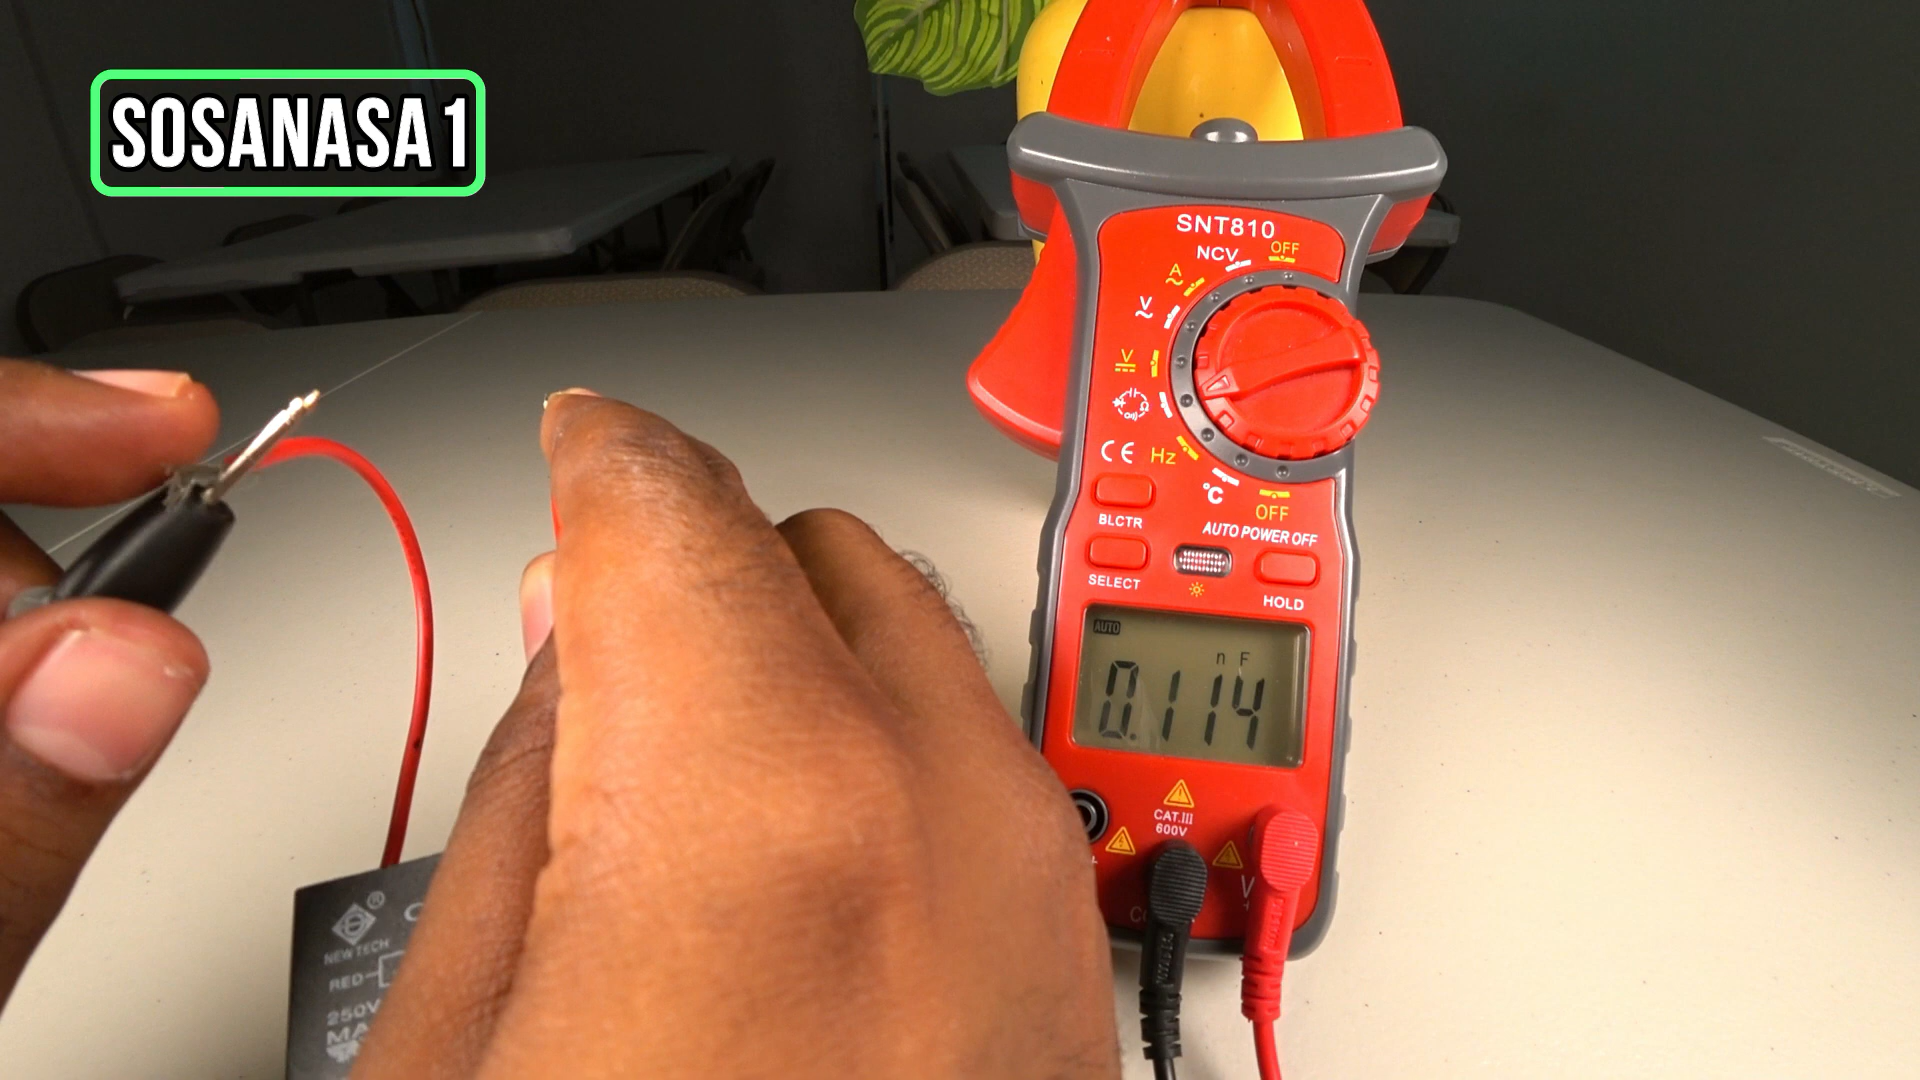 SOSANASA 1
SNT810
OFF
NCV
A
V
V
Ω
CE Hz
°C
OFF
BLCTR
AUTO POWER OFF
SELECT
HOLD
AUTO
n F
0.114
CAT.III
600V
V
NEW TECH
RED
250V